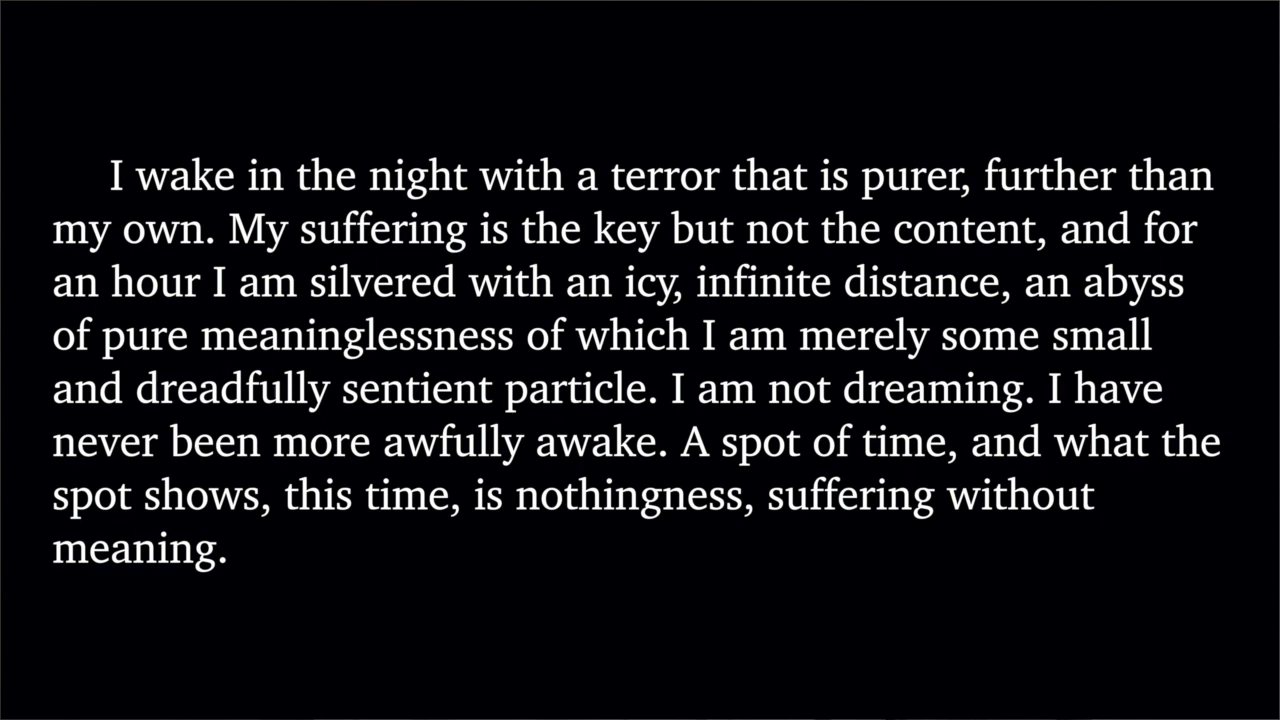 I wake in the night with a terror that is purer, further than
my own. My suffering is the key but not the content, and for
an hour I am silvered with an icy, infinite distance, an abyss
of pure meaninglessness of which I am merely some small
and dreadfully sentient particle. I am not dreaming. I have
never been more awfully awake. A spot of time, and what the
spot shows, this time, is nothingness, suffering without
meaning.